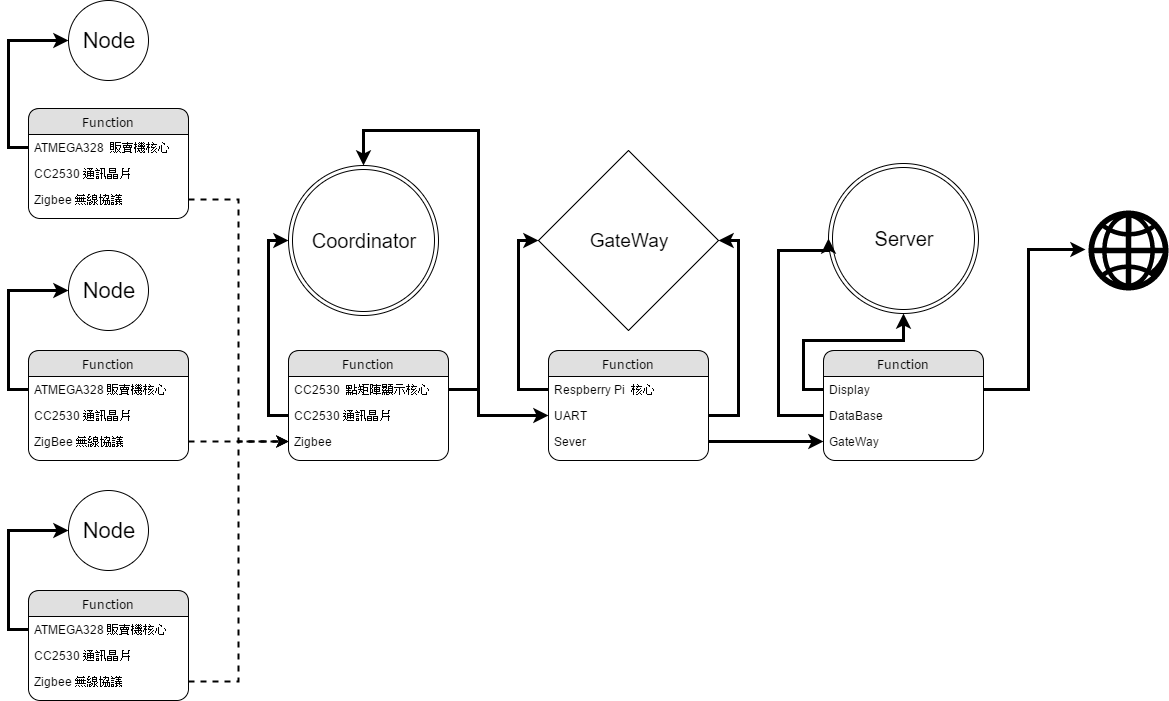 Node
Function
ATMEGA328 販賣機核心
CC2530 通訊晶片
Zigbee 無線協議
Node
Function
ATMEGA328 販賣機核心
CC2530 通訊晶片
ZigBee 無線協議
Node
Function
ATMEGA328 販賣機核心
CC2530 通訊晶片
Zigbee 無線協議
Coordinator
Function
CC2530 點矩陣顯示核心
CC2530 通訊晶片
Zigbee
GateWay
Function
Respberry Pi 核心
UART
Sever
Server
Function
Display
DataBase
GateWay